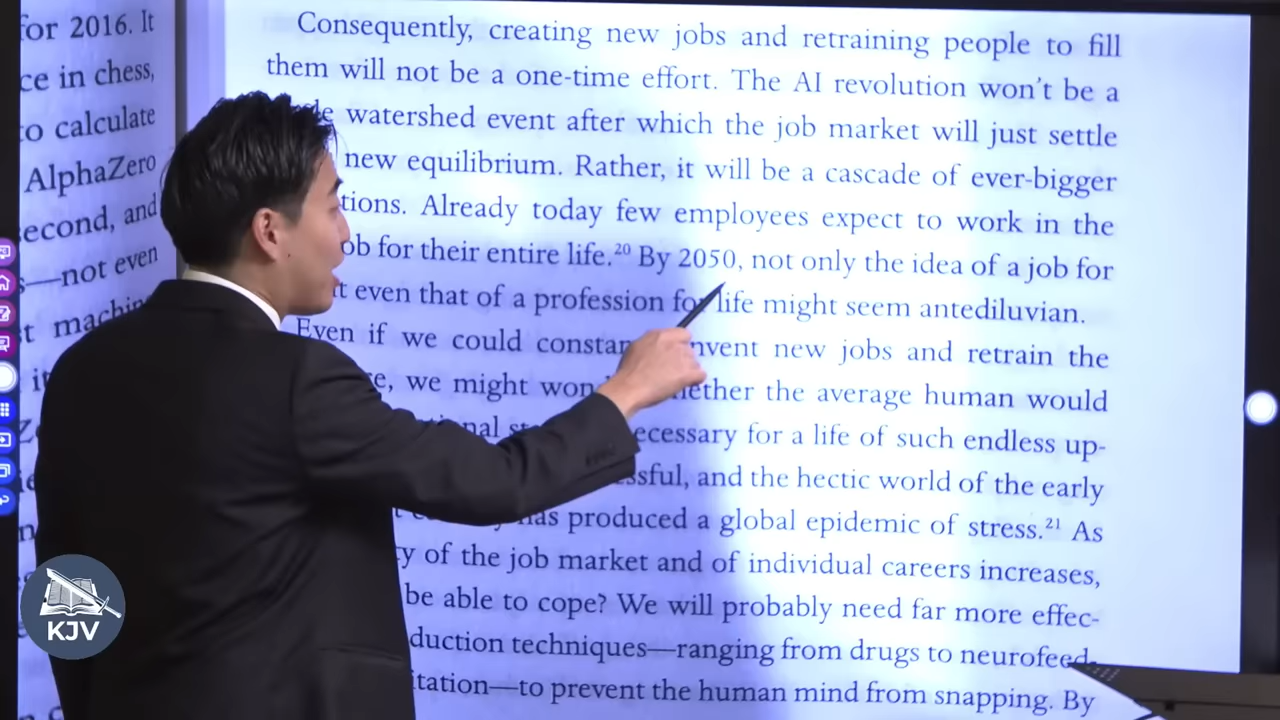 for 2016. It
ce in chess,
to calculate
AlphaZero
second, and
s—not even
t
Consequently, creating new jobs and retraining people to fill
them will not be a one-time effort. The AI revolution won't be a
watershed event after which the job market will just settle
new equilibrium. Rather, it will be a cascade of ever-bigger
tions. Already today few employees expect to work in the
ob for their entire life.20 By 2050, not only the idea of a job for
t even that of a profession for life might seem antediluvian.
Even if we could constan nvent new jobs and retrain the
e, we might won ether the average human would
nal st ecessary for a life of such endless up-
ssful, and the hectic world of the early
has produced a global epidemic of stress.21 As
ty of the job market and of individual careers increases,
be able to cope? We will probably need far more effec-
duction techniques—ranging from drugs to neurofeed-
itation—to prevent the human mind from snapping. By
KJV